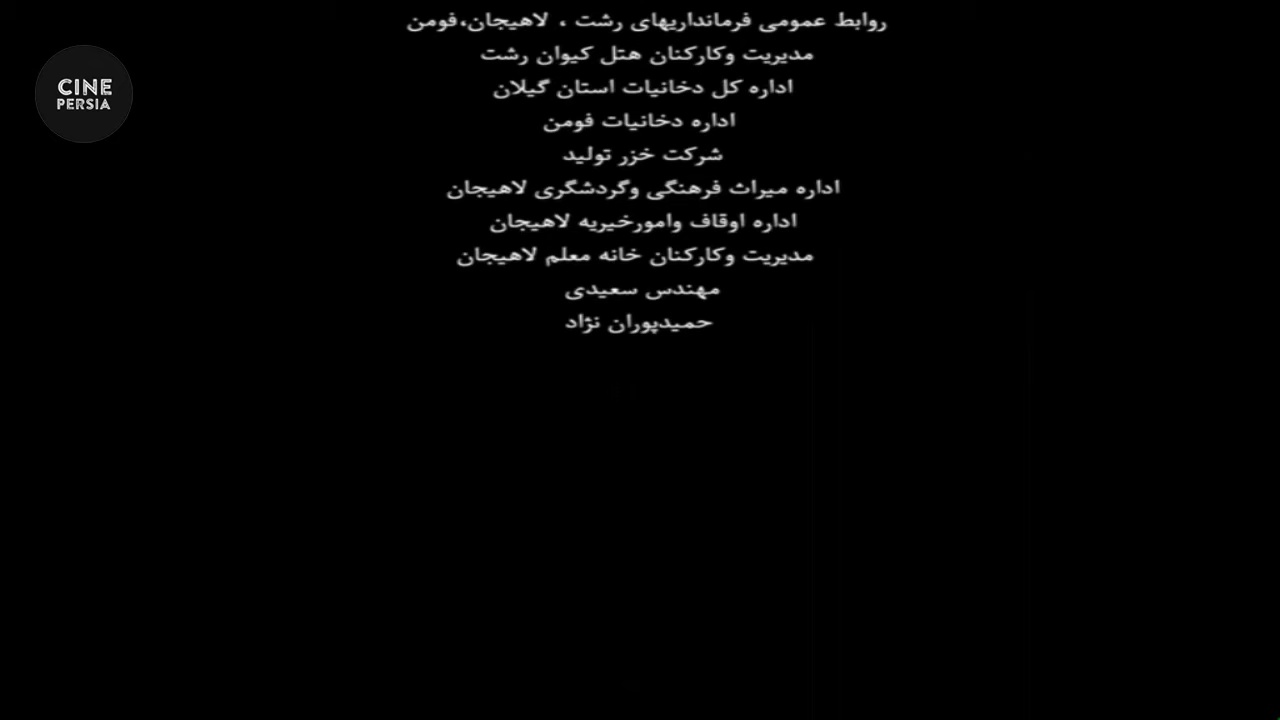 CINE
PERSIA
روابط عمومی فرمانداریهای رشت ، لاهیجان،فومن
مدیریت وکارکنان هتل کیوان رشت
اداره کل دخانیات استان گیلان
اداره دخانیات فومن
شرکت خزر تولید
اداره میراث فرهنگی وگردشگری لاهیجان
اداره اوقاف وامورخیریه لاهیجان
مدیریت وکارکنان خانه معلم لاهیجان
مهندس سعیدی
حمیدپوران نژاد